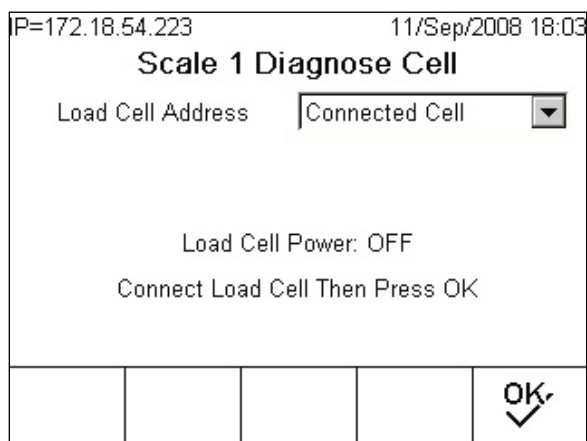 IP=172.18.54.223 11/Sep/2008 18:03
Scale 1 Diagnose Cell
Load Cell Address Connected Cell
Load Cell Power: OFF
Connect Load Cell Then Press OK
OK